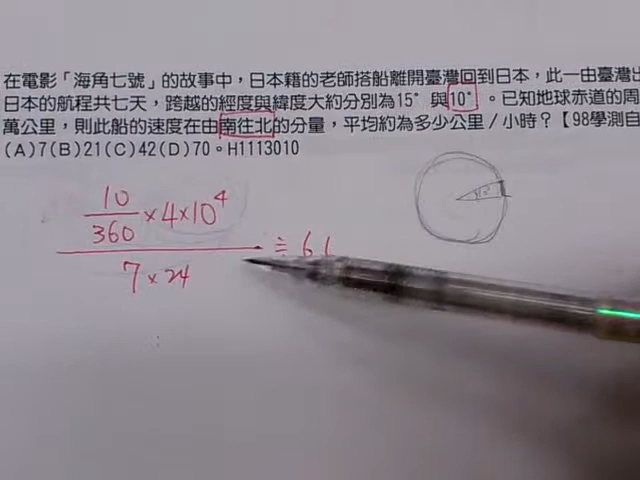 在電影「海角七號」的故事中，日本籍的老師搭船離開臺灣回到日本，此一由臺灣
日本的航程共七天，跨越的經度與緯度大約分別為15°與10°。已知地球赤道的周
萬公里，則此船的速度在由南往北的分量，平均約為多少公里／小時？【98學測自
(A)7(B)21(C)42(D)70。H1113010
10
360
×4×10⁴
7×24
≒6
10°